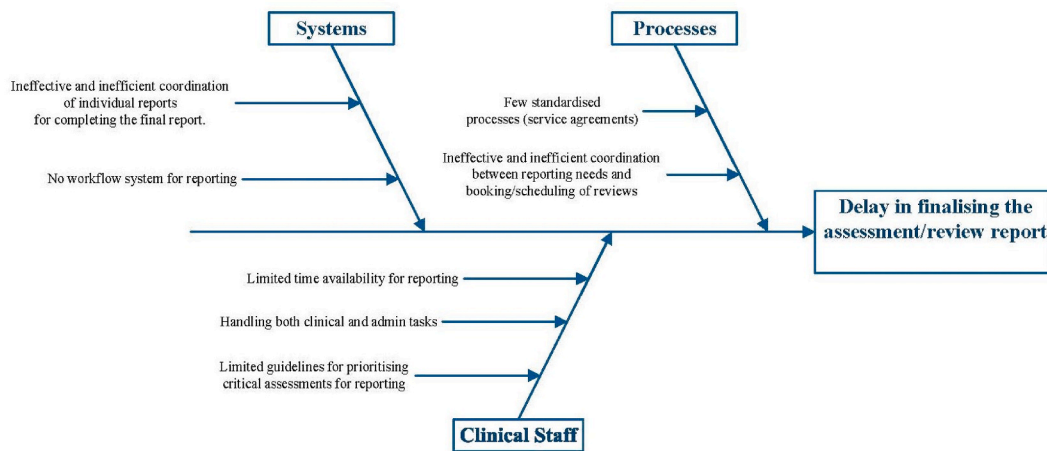 Systems
Processes
Ineffective and inefficient coordination
of individual reports
for completing the final report.
No workflow system for reporting
Few standardised
processes (service agreements)
Ineffective and inefficient coordination
between reporting needs and
booking/scheduling of reviews
Delay in finalising the
assessment/review report
Limited time availability for reporting
Handling both clinical and admin tasks
Limited guidelines for prioritising
critical assessments for reporting
Clinical Staff